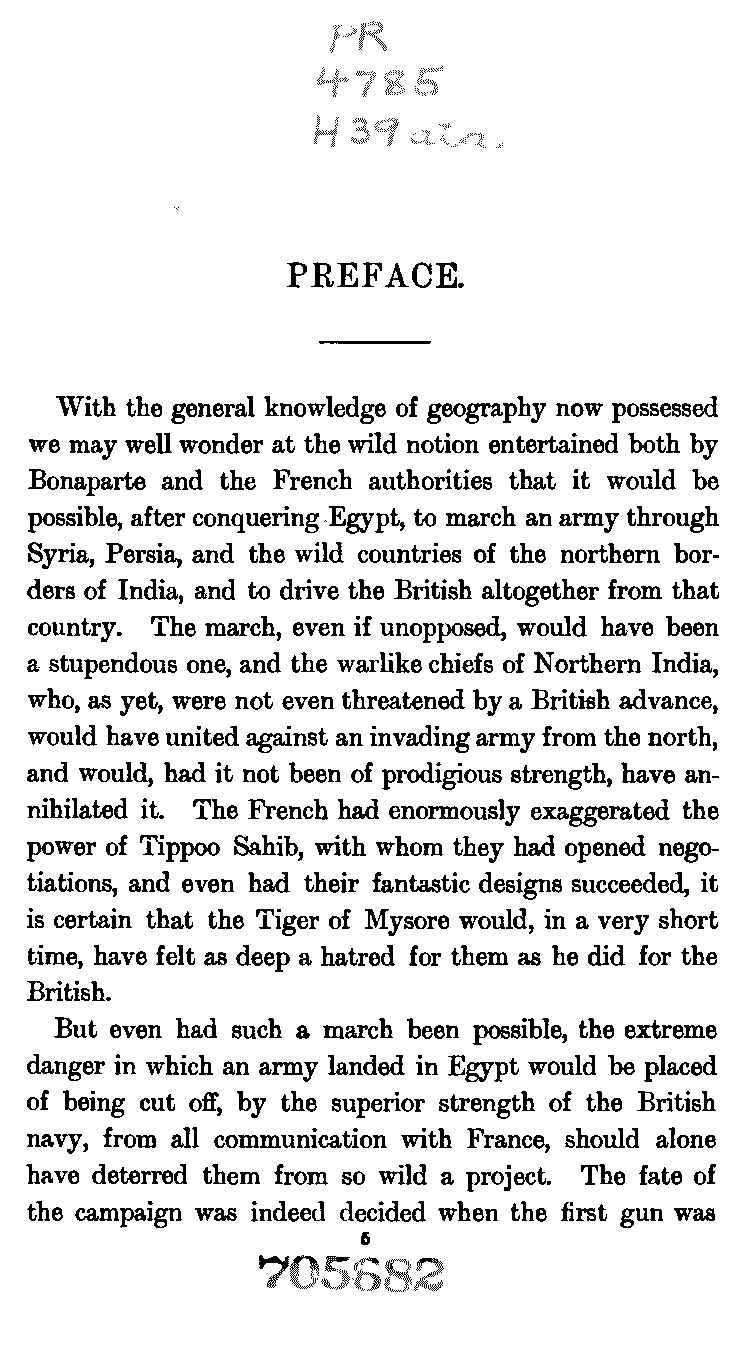 PR
4785
H39ain.
PREFACE.
With the general knowledge of geography now possessed
we may well wonder at the wild notion entertained both by
Bonaparte and the French authorities that it would be
possible, after conquering Egypt, to march an army through
Syria, Persia, and the wild countries of the northern bor-
ders of India, and to drive the British altogether from that
country. The march, even if unopposed, would have been
a stupendous one, and the warlike chiefs of Northern India,
who, as yet, were not even threatened by a British advance,
would have united against an invading army from the north,
and would, had it not been of prodigious strength, have an-
nihilated it. The French had enormously exaggerated the
power of Tippoo Sahib, with whom they had opened nego-
tiations, and even had their fantastic designs succeeded, it
is certain that the Tiger of Mysore would, in a very short
time, have felt as deep a hatred for them as he did for the
British.
But even had such a march been possible, the extreme
danger in which an army landed in Egypt would be placed
of being cut off, by the superior strength of the British
navy, from all communication with France, should alone
have deterred them from so wild a project. The fate of
the campaign was indeed decided when the first gun was
5
705682